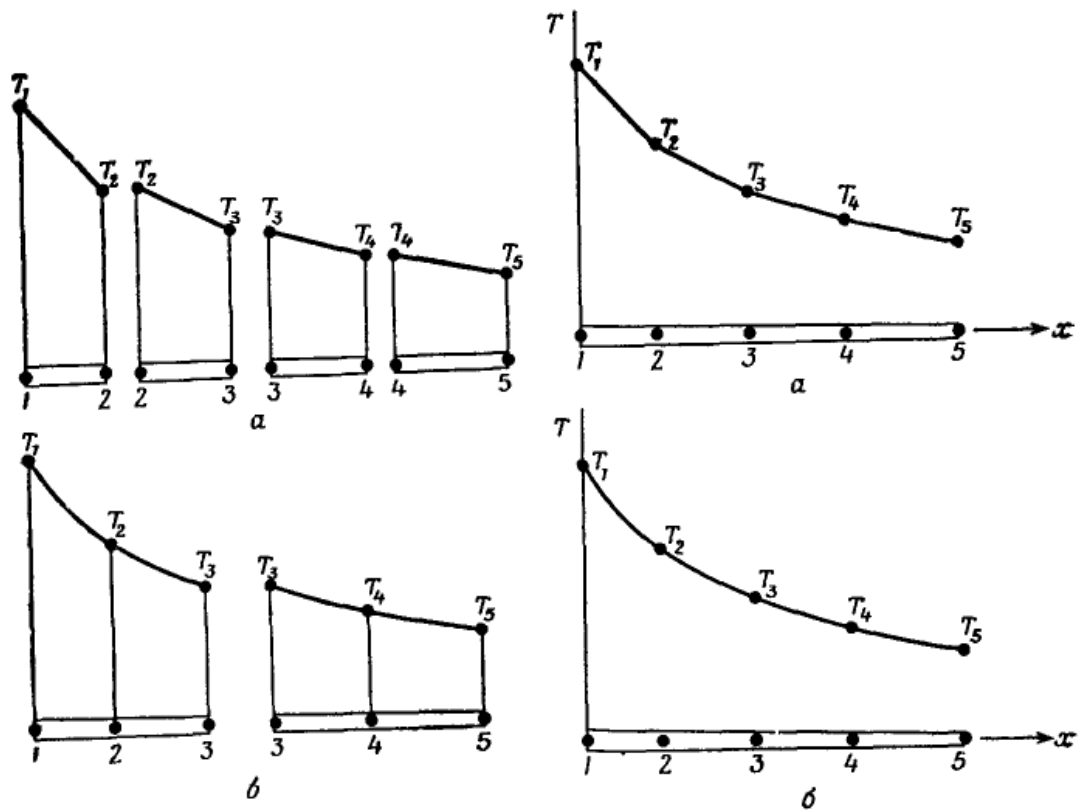 T₁
T₂ T₂
T₃ T₃
T₄ T₄
T₅
1 2 2 3 3 4 4 5
а
T
T₁
T₂
T₃
T₄
T₅
x
1 2 3 4 5
а
T₁
T₂
T₃ T₃
T₄
T₅
1 2 3 3 4 5
в
T
T₁
T₂
T₃
T₄
T₅
x
1 2 3 4 5
б